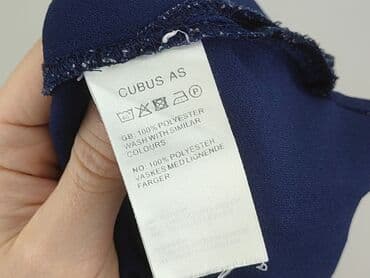 CUBUS AS
GB: 100% POLYESTER
WASH WITH SIMILAR
COLOURS
NO: 100% POLYESTER
VASKES MED LIGNENDE
FARGER